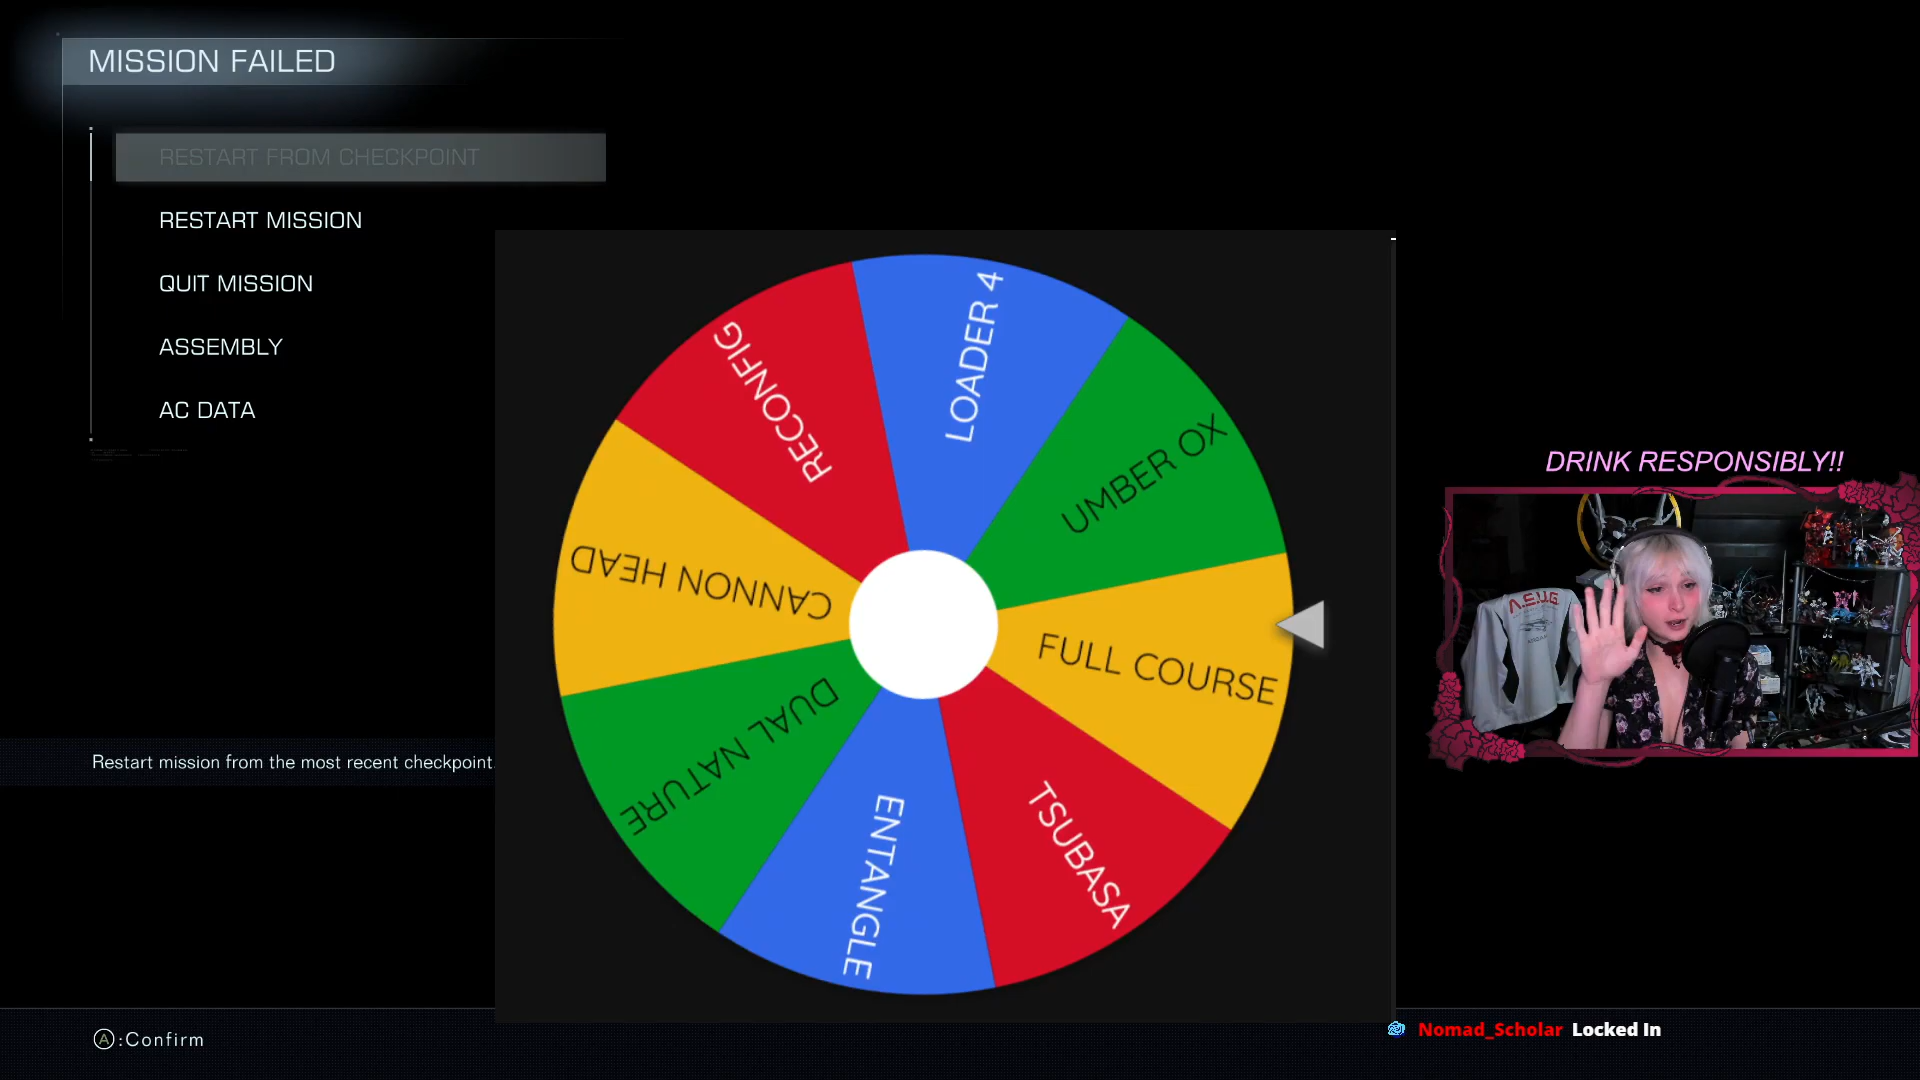 MISSION FAILED
RESTART FROM CHECKPOINT
RESTART MISSION
QUIT MISSION
ASSEMBLY
AC DATA
Restart mission from the most recent checkpoint.
A:Confirm
LOADER 4
UMBER OX
FULL COURSE
TSUBASA
ENTANGLE
DUAL NATURE
CANNON HEAD
RECONFIG
DRINK RESPONSIBLY!!
Nomad_Scholar Locked In